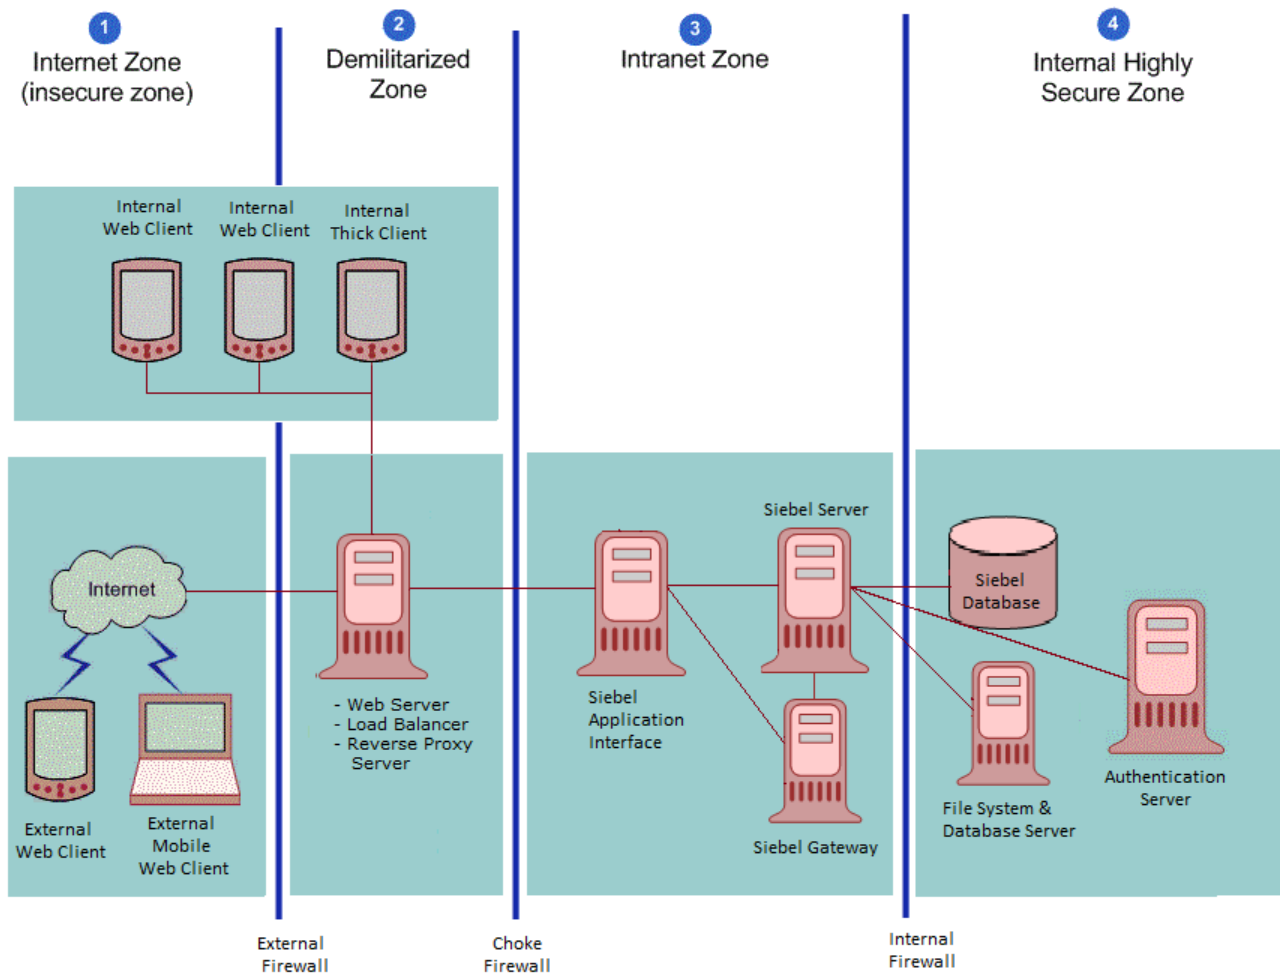 1
Internet Zone
(insecure zone)
2
Demilitarized
Zone
3
Intranet Zone
4
Internal Highly
Secure Zone
Internal
Web Client
Internal
Web Client
Internal
Thick Client
Internet
External
Web Client
External
Mobile
Web Client
- Web Server
- Load Balancer
- Reverse Proxy
Server
Siebel
Application
Interface
Siebel Server
Siebel Gateway
Siebel
Database
File System &
Database Server
Authentication
Server
External
Firewall
Choke
Firewall
Internal
Firewall